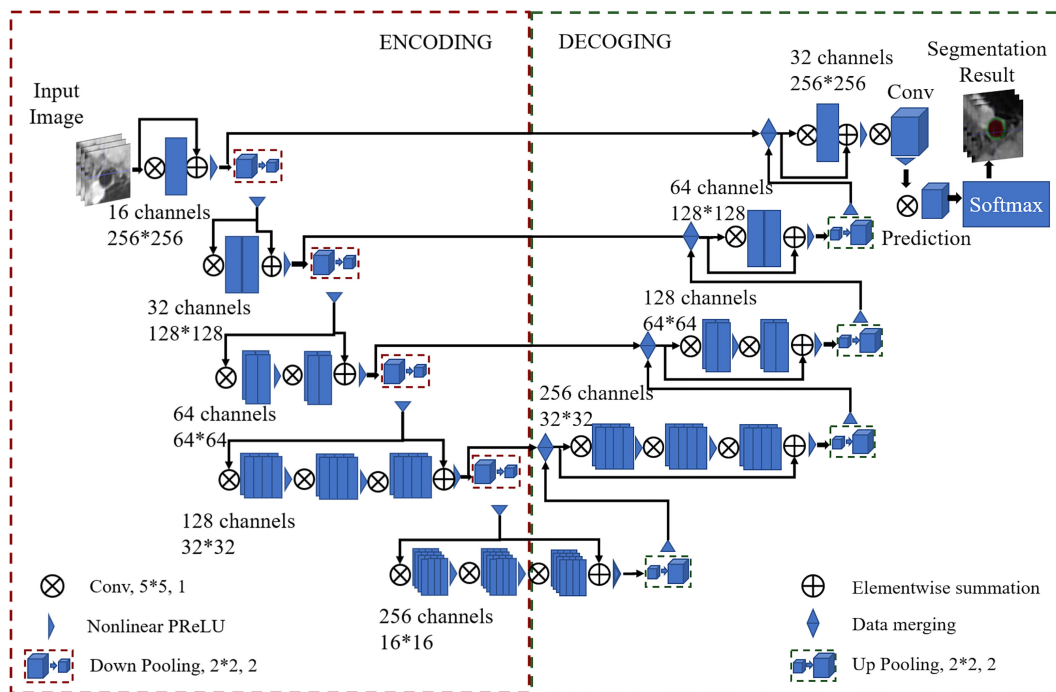 ENCODING
DECOGING
Input
Image
16 channels
256*256
32 channels
128*128
64 channels
64*64
128 channels
32*32
256 channels
16*16
256 channels
32*32
128 channels
64*64
64 channels
128*128
32 channels
256*256
Conv
Segmentation
Result
Prediction
Softmax
Conv, 5*5, 1
Nonlinear PReLU
Down Pooling, 2*2, 2
Elementwise summation
Data merging
Up Pooling, 2*2, 2